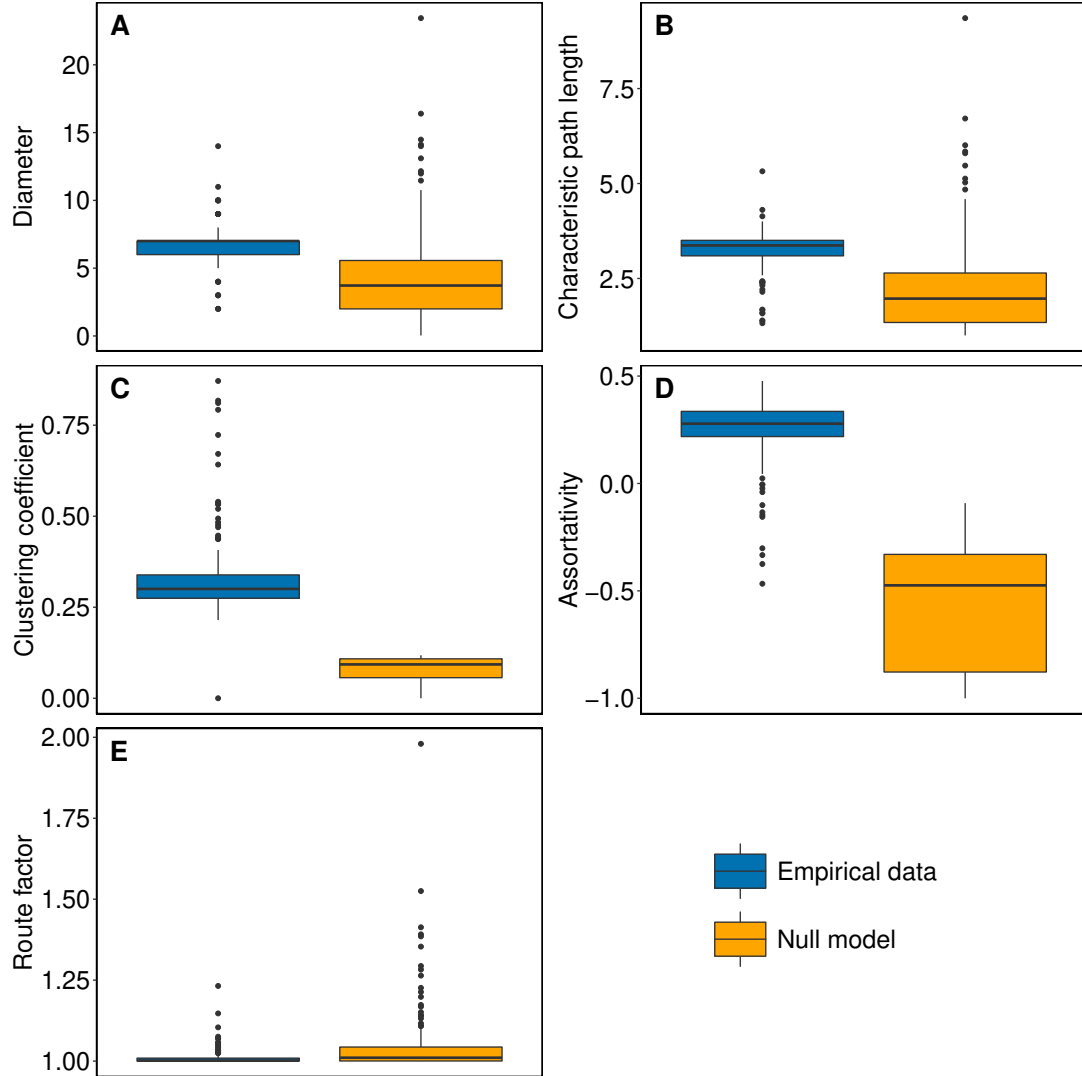 A
Diameter
20
15
10
5
0
B
Characteristic path length
7.5
5.0
2.5
C
Clustering coefficient
0.75
0.50
0.25
0.00
D
Assortativity
0.5
0.0
−0.5
−1.0
E
Route factor
2.00
1.75
1.50
1.25
1.00
Empirical data
Null model